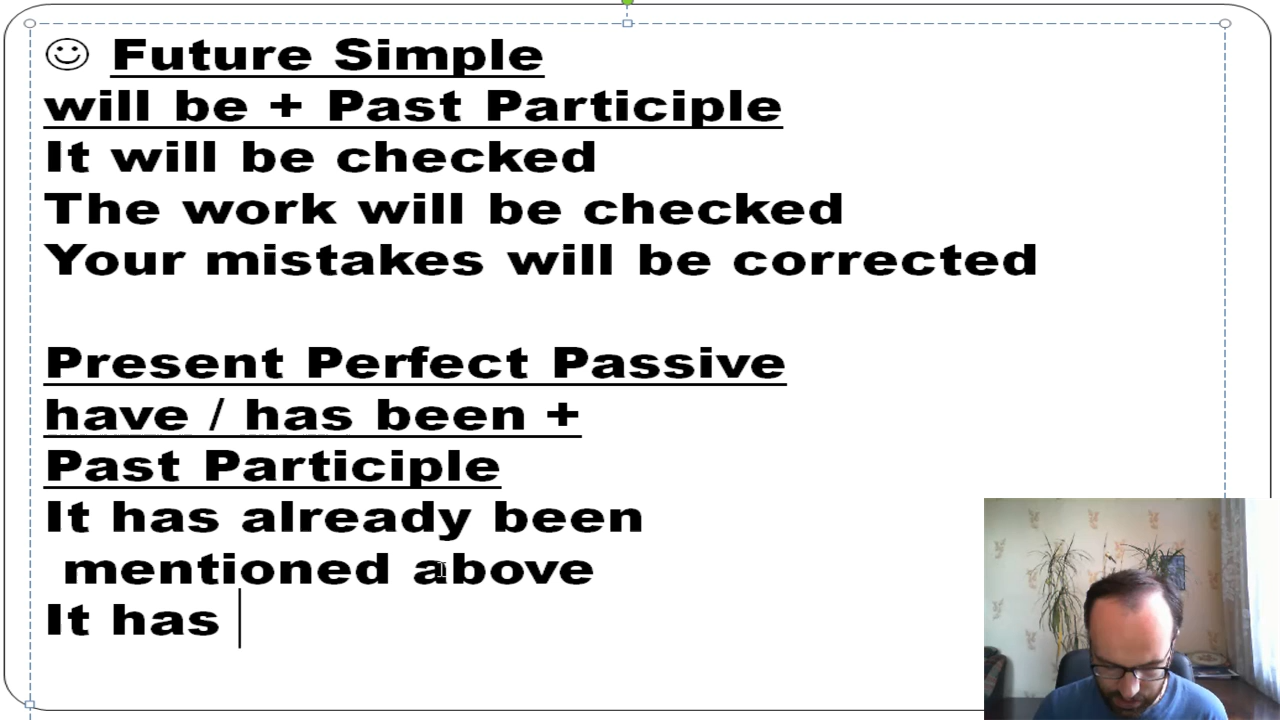 ☺ Future Simple
will be + Past Participle
It will be checked
The work will be checked
Your mistakes will be corrected
Present Perfect Passive
have / has been +
Past Participle
It has already been
mentioned above
It has